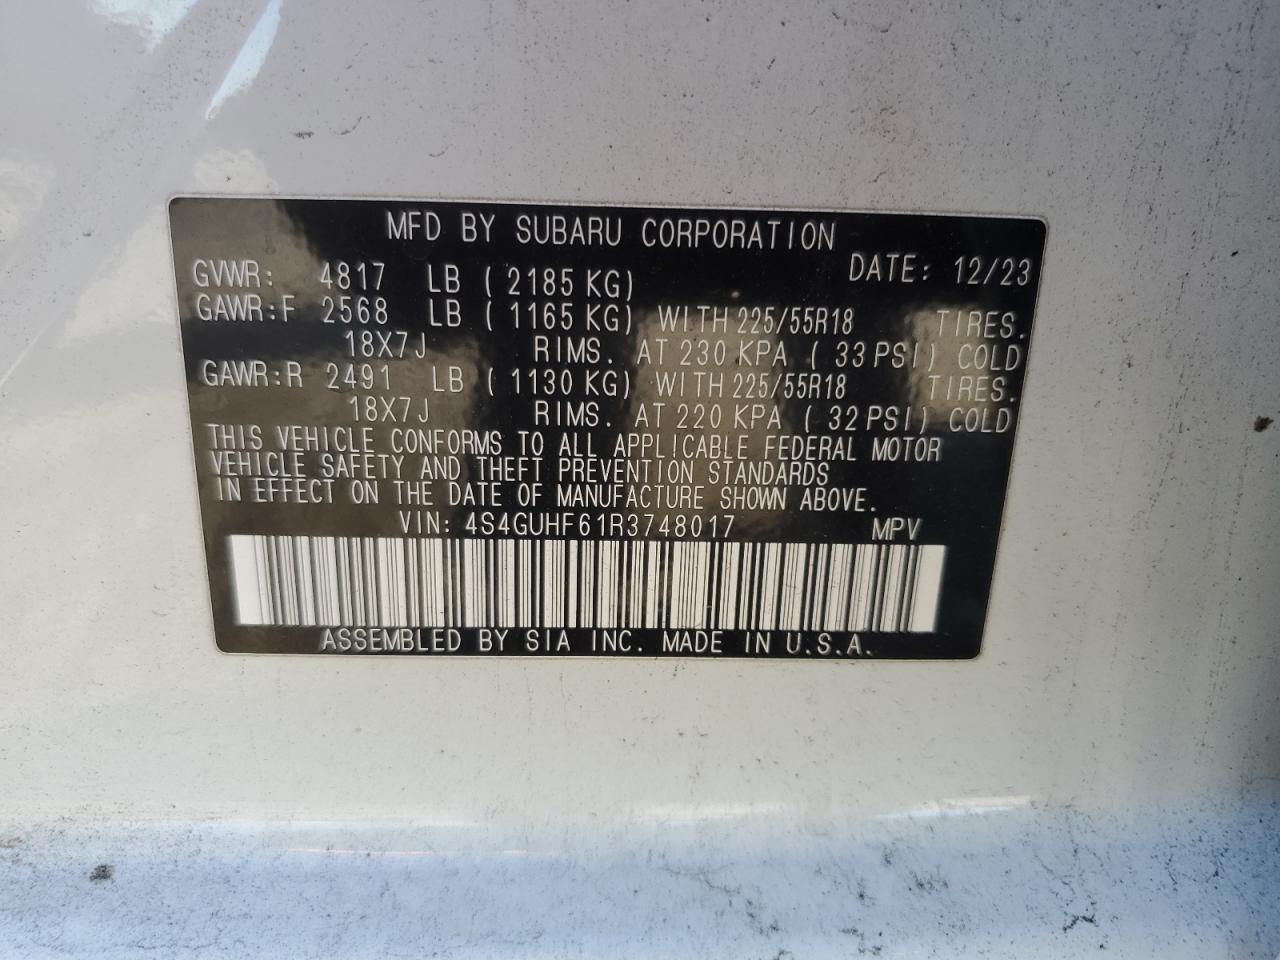 MFD BY SUBARU CORPORATION
GVWR: 4817 LB ( 2185 KG) DATE: 12/23
GAWR:F 2568 LB ( 1165 KG) WITH 225/55R18 TIRES.
18X7J RIMS. AT 230 KPA ( 33 PSI) COLD
GAWR:R 2491 LB ( 1130 KG) WITH 225/55R18 TIRES.
18X7J RIMS. AT 220 KPA ( 32 PSI) COLD
THIS VEHICLE CONFORMS TO ALL APPLICABLE FEDERAL MOTOR
VEHICLE SAFETY AND THEFT PREVENTION STANDARDS
IN EFFECT ON THE DATE OF MANUFACTURE SHOWN ABOVE.
VIN: 4S4GUHF61R3748017 MPV
ASSEMBLED BY SIA INC. MADE IN U.S.A.